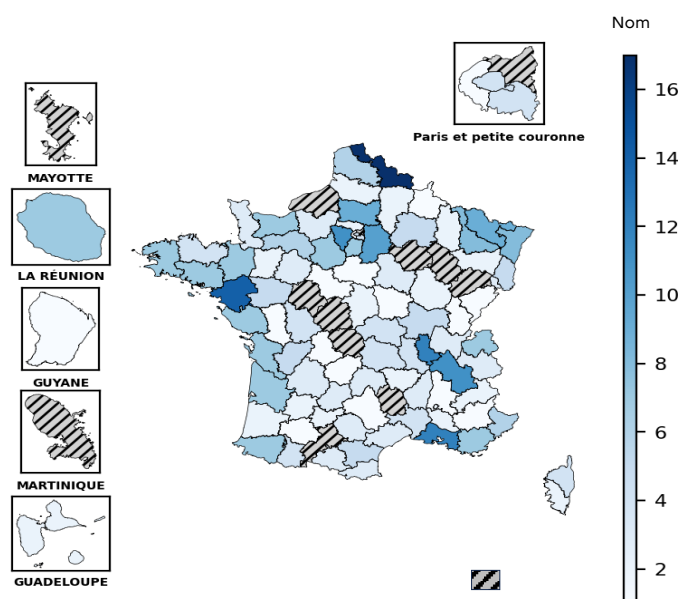 Nom
Paris et petite couronne
MAYOTTE
LA RÉUNION
GUYANE
MARTINIQUE
GUADELOUPE
16
14
12
10
8
6
4
2